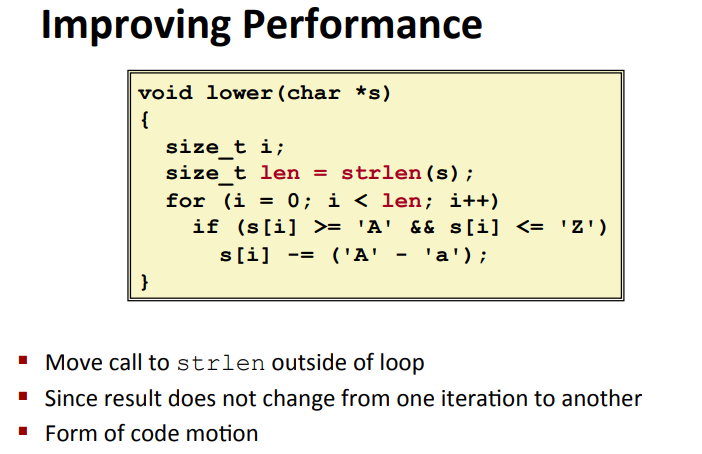 Improving Performance
void lower(char *s)
{
  size_t i;
  size_t len = strlen(s);
  for (i = 0; i < len; i++)
    if (s[i] >= 'A' && s[i] <= 'Z')
      s[i] -= ('A' - 'a');
}
▪ Move call to strlen outside of loop
▪ Since result does not change from one iteration to another
▪ Form of code motion